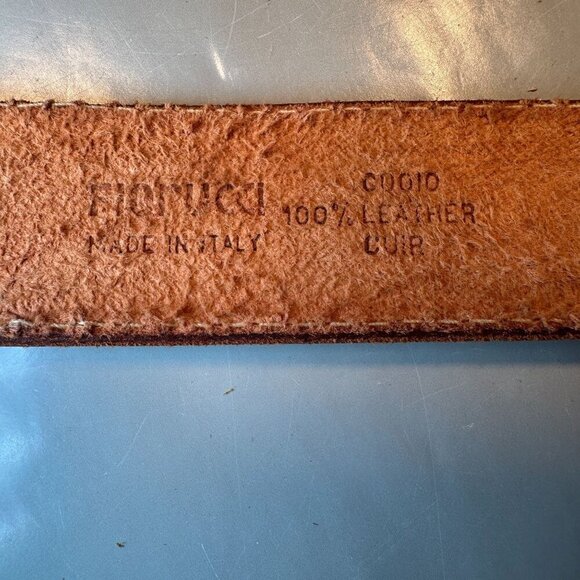 FIORUCCI
MADE IN ITALY
CUOIO
100% LEATHER
CUIR